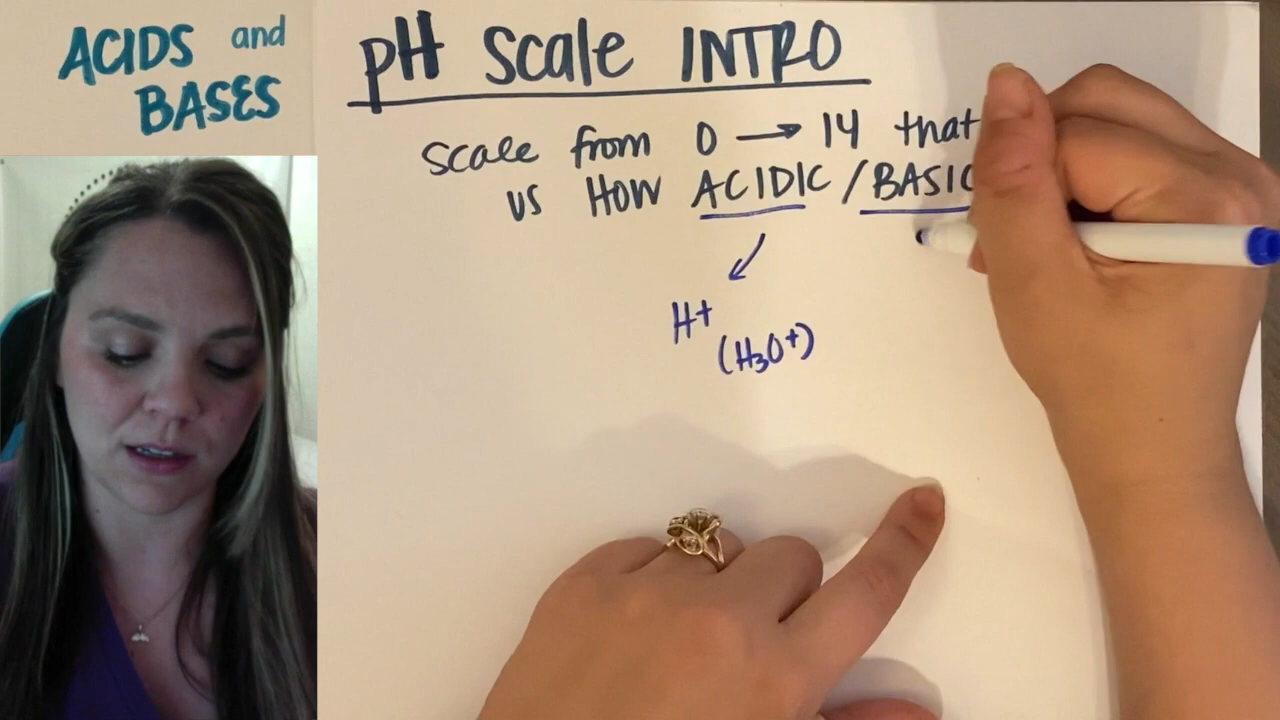 ACIDS and
BASES
pH Scale INTRO
Scale from 0 → 14 that
us HOW ACIDIC / BASIC
H+
(H3O+)